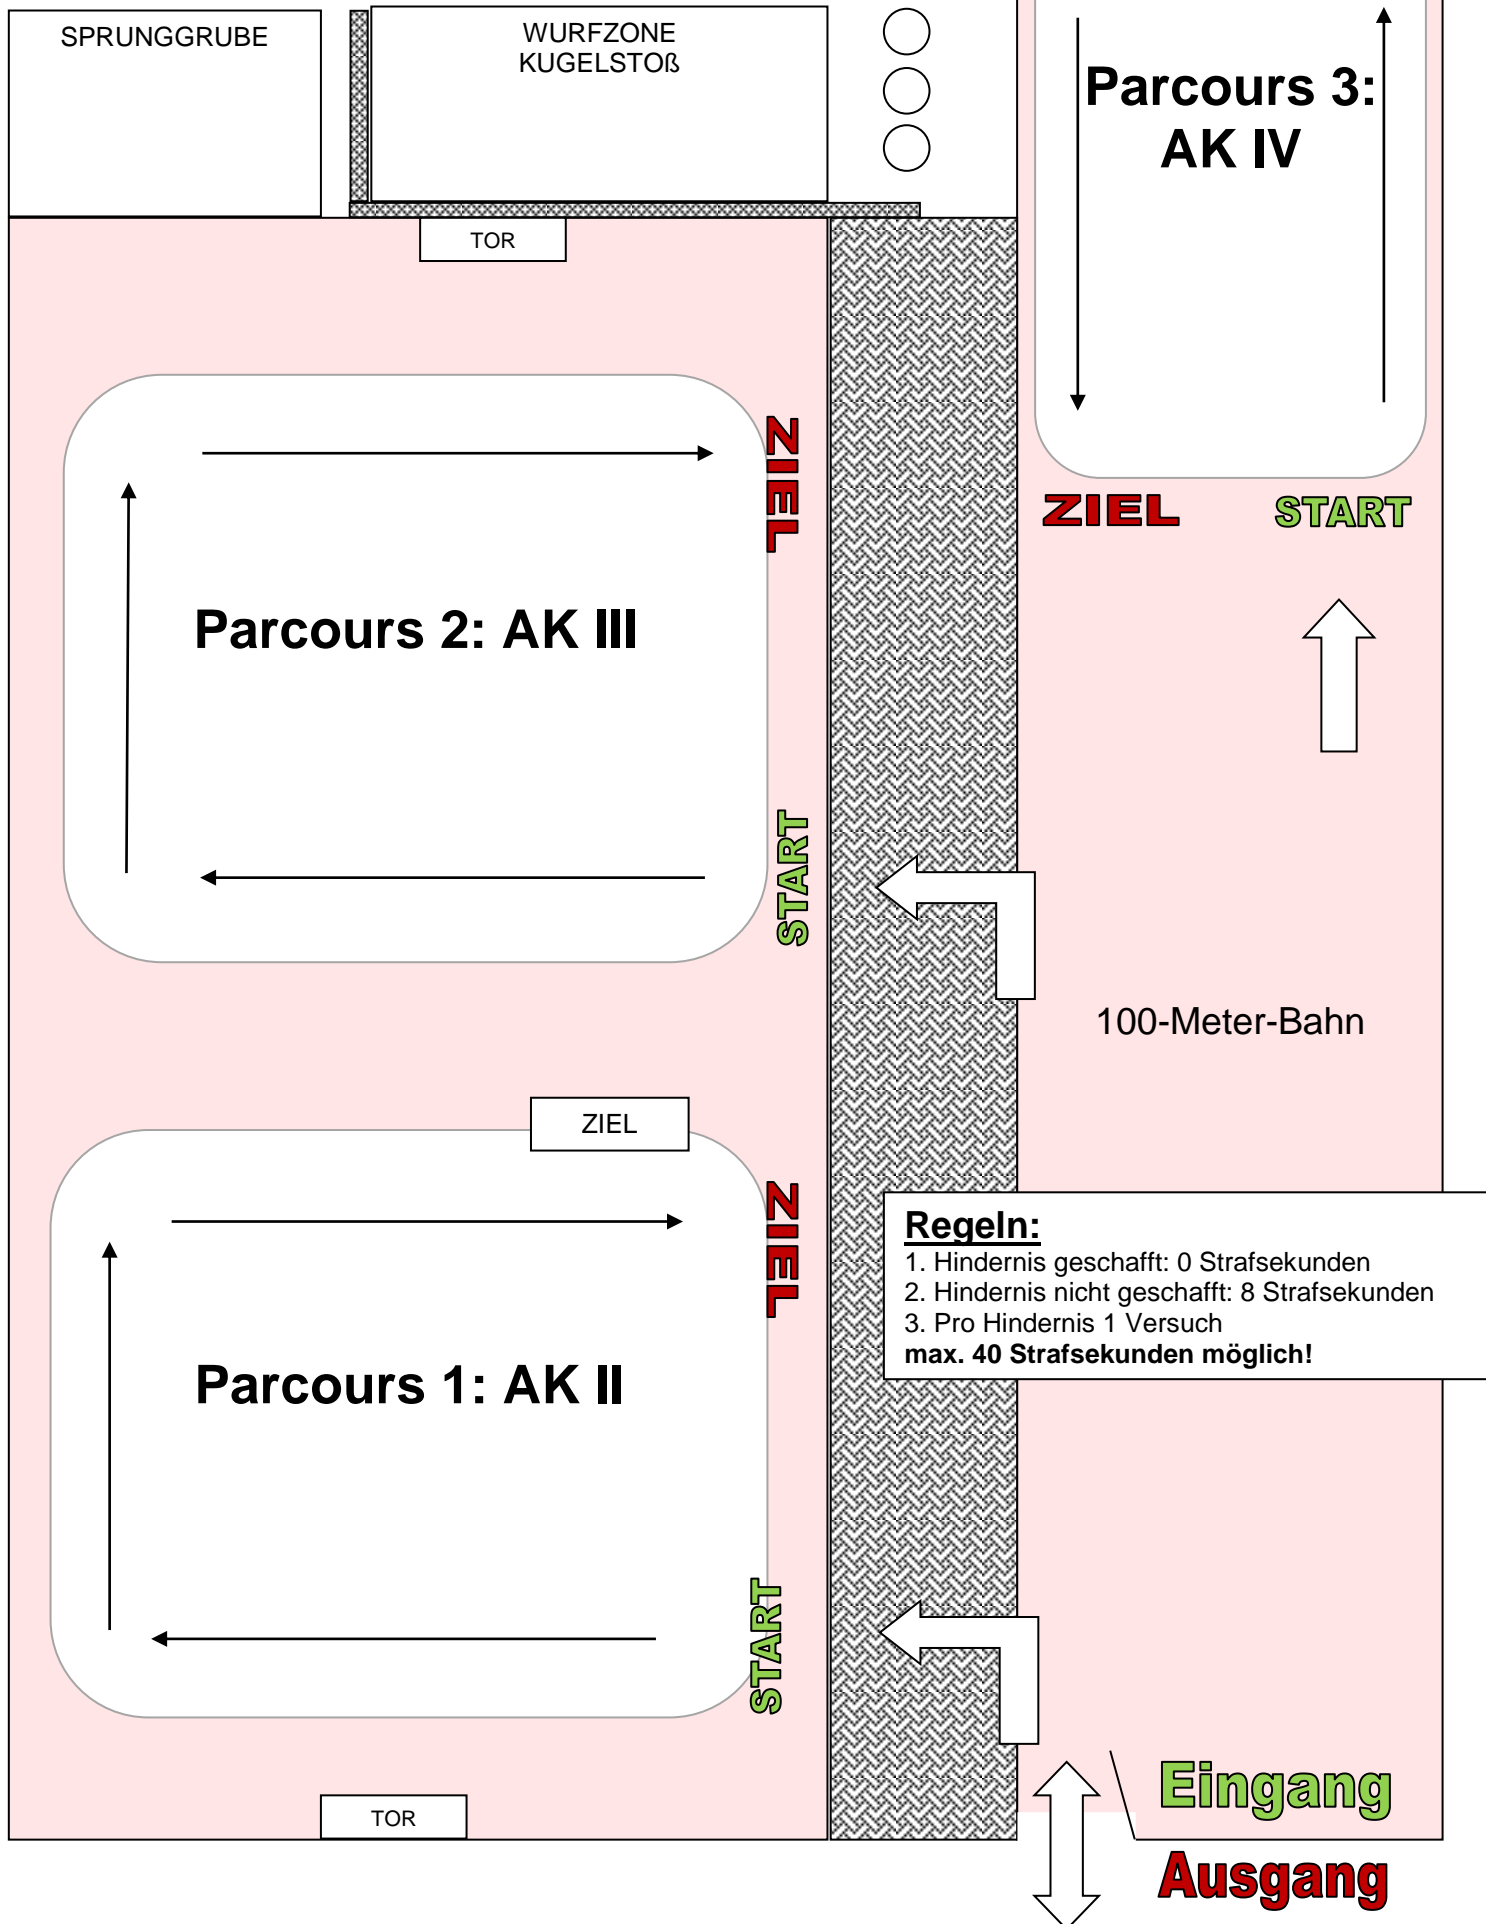 SPRUNGGRUBE
WURFZONE
KUGELSTOß
Parcours 3:
AK IV
TOR
ZIEL
ZIEL
START
Parcours 2: AK III
START
100-Meter-Bahn
ZIEL
ZIEL
Regeln:
1. Hindernis geschafft: 0 Strafsekunden
2. Hindernis nicht geschafft: 8 Strafsekunden
3. Pro Hindernis 1 Versuch
max. 40 Strafsekunden möglich!
Parcours 1: AK II
START
Eingang
TOR
Ausgang